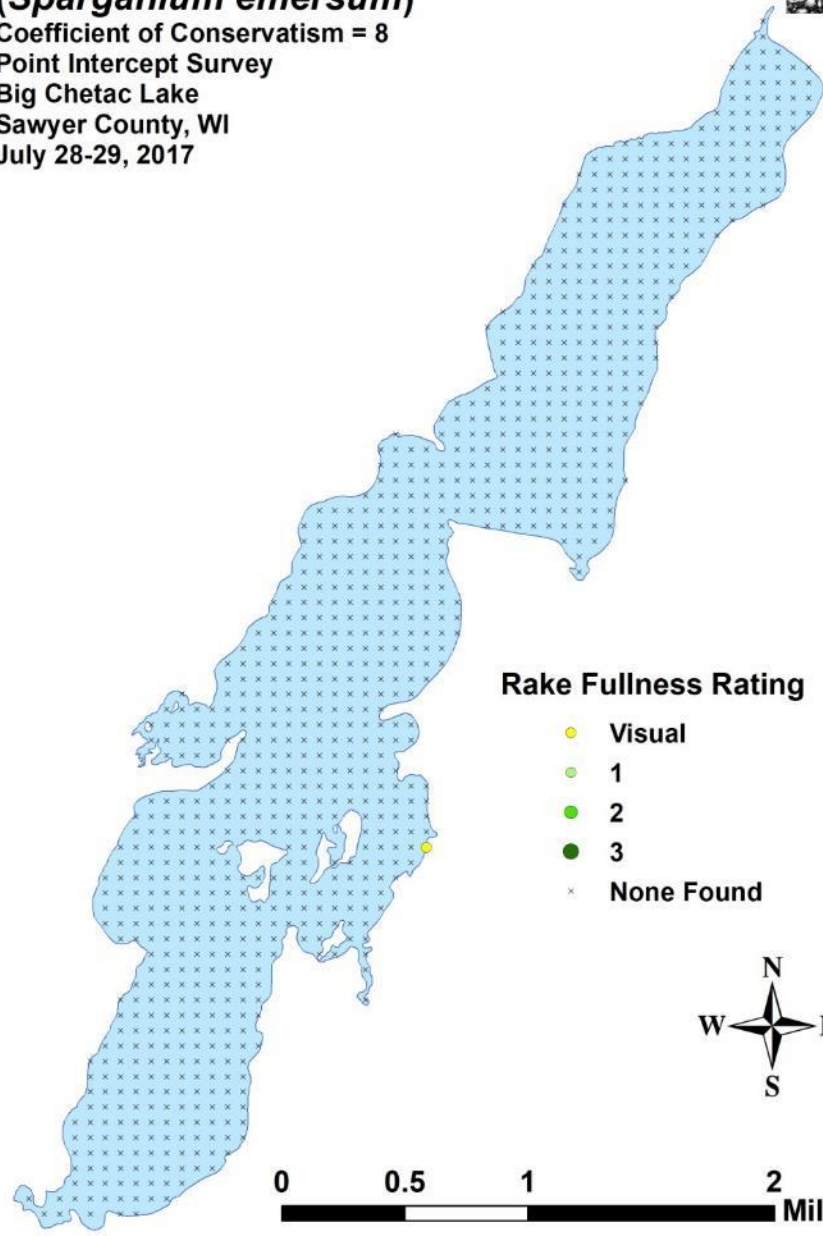 (Sparganium emersum)
Coefficient of Conservatism = 8
Point Intercept Survey
Big Chetac Lake
Sawyer County, WI
July 28-29, 2017
Rake Fullness Rating
Visual
1
2
3
None Found
N
W
S
0 0.5 1 2